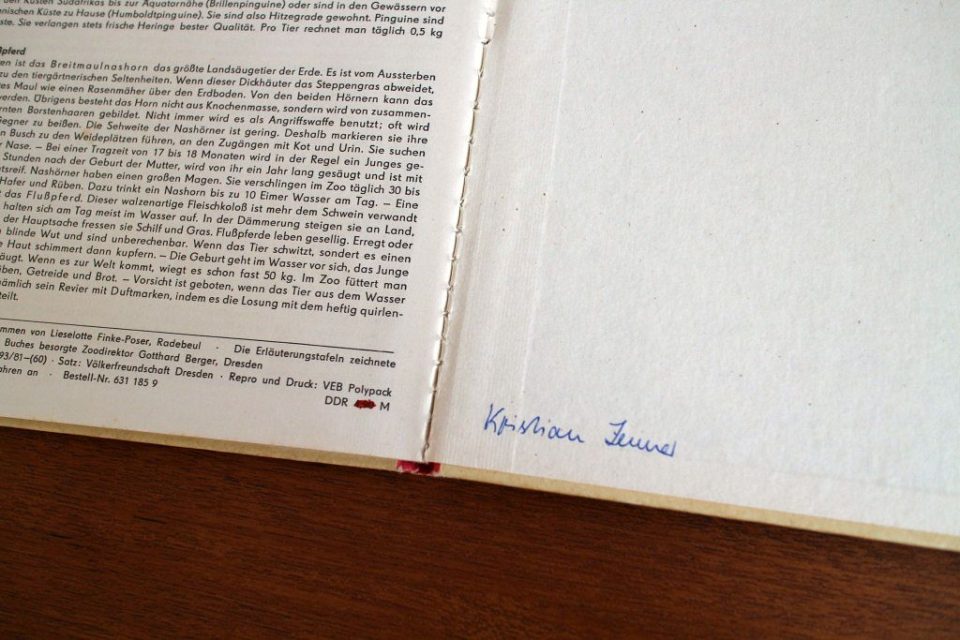 den Küsten Südafrikas bis zur Äquatornähe (Brillenpinguine) oder sind in den Gewässern vor
nischen Küste zu Hause (Humboldtpinguine). Sie sind also Hitzegrade gewohnt. Pinguine sind
ste. Sie verlangen stets frische Heringe bester Qualität. Pro Tier rechnet man täglich 0,5 kg
ßpferd
en ist das Breitmaulnashorn das größte Landsäugetier der Erde. Es ist vom Aussterben
zu den tiergärtnerischen Seltenheiten. Wenn dieser Dickhäuter das Steppengras abweidet,
tes Maul wie einen Rasenmäher über den Erdboden. Von den beiden Hörnern kann das
werden. Übrigens besteht das Horn nicht aus Knochenmasse, sondern wird von zusammen-
rnten Borstenhaaren gebildet. Nicht immer wird es als Angriffswaffe benutzt; oft wird
Gegner zu beißen. Die Sehweite der Nashörner ist gering. Deshalb markieren sie ihre
n Busch zu den Weideplätzen führen, an den Zugängen mit Kot und Urin. Sie suchen
r Nase. – Bei einer Tragzeit von 17 bis 18 Monaten wird in der Regel ein Junges ge-
Stunden nach der Geburt der Mutter, wird von ihr ein Jahr lang gesäugt und ist mit
tsreif. Nashörner haben einen großen Magen. Sie verschlingen im Zoo täglich 30 bis
Hafer und Rüben. Dazu trinkt ein Nashorn bis zu 10 Eimer Wasser am Tag. – Eine
t das Flußpferd. Dieser walzenartige Fleischkoloß ist mehr dem Schwein verwandt
halten sich am Tag meist im Wasser auf. In der Dämmerung steigen sie an Land,
der Hauptsache fressen sie Schilf und Gras. Flußpferde leben gesellig. Erregt oder
n blinde Wut und sind unberechenbar. Wenn das Tier schwitzt, sondert es einen
e Haut schimmert dann kupfern. – Die Geburt geht im Wasser vor sich, das Junge
äugt. Wenn es zur Welt kommt, wiegt es schon fast 50 kg. Im Zoo füttert man
üben, Getreide und Brot. – Vorsicht ist geboten, wenn das Tier aus dem Wasser
nämlich sein Revier mit Duftmarken, indem es die Losung mit dem heftig quirlen-
teilt.
mmen von Lieselotte Finke-Poser, Radebeul · Die Erläuterungstafeln zeichnete
Buches besorgte Zoodirektor Gotthard Berger, Dresden
93/81–(60) · Satz: Völkerfreundschaft Dresden · Repro und Druck: VEB Polypack
ahren an · Bestell-Nr. 631 185 9
DDR M
Kristian Jenner